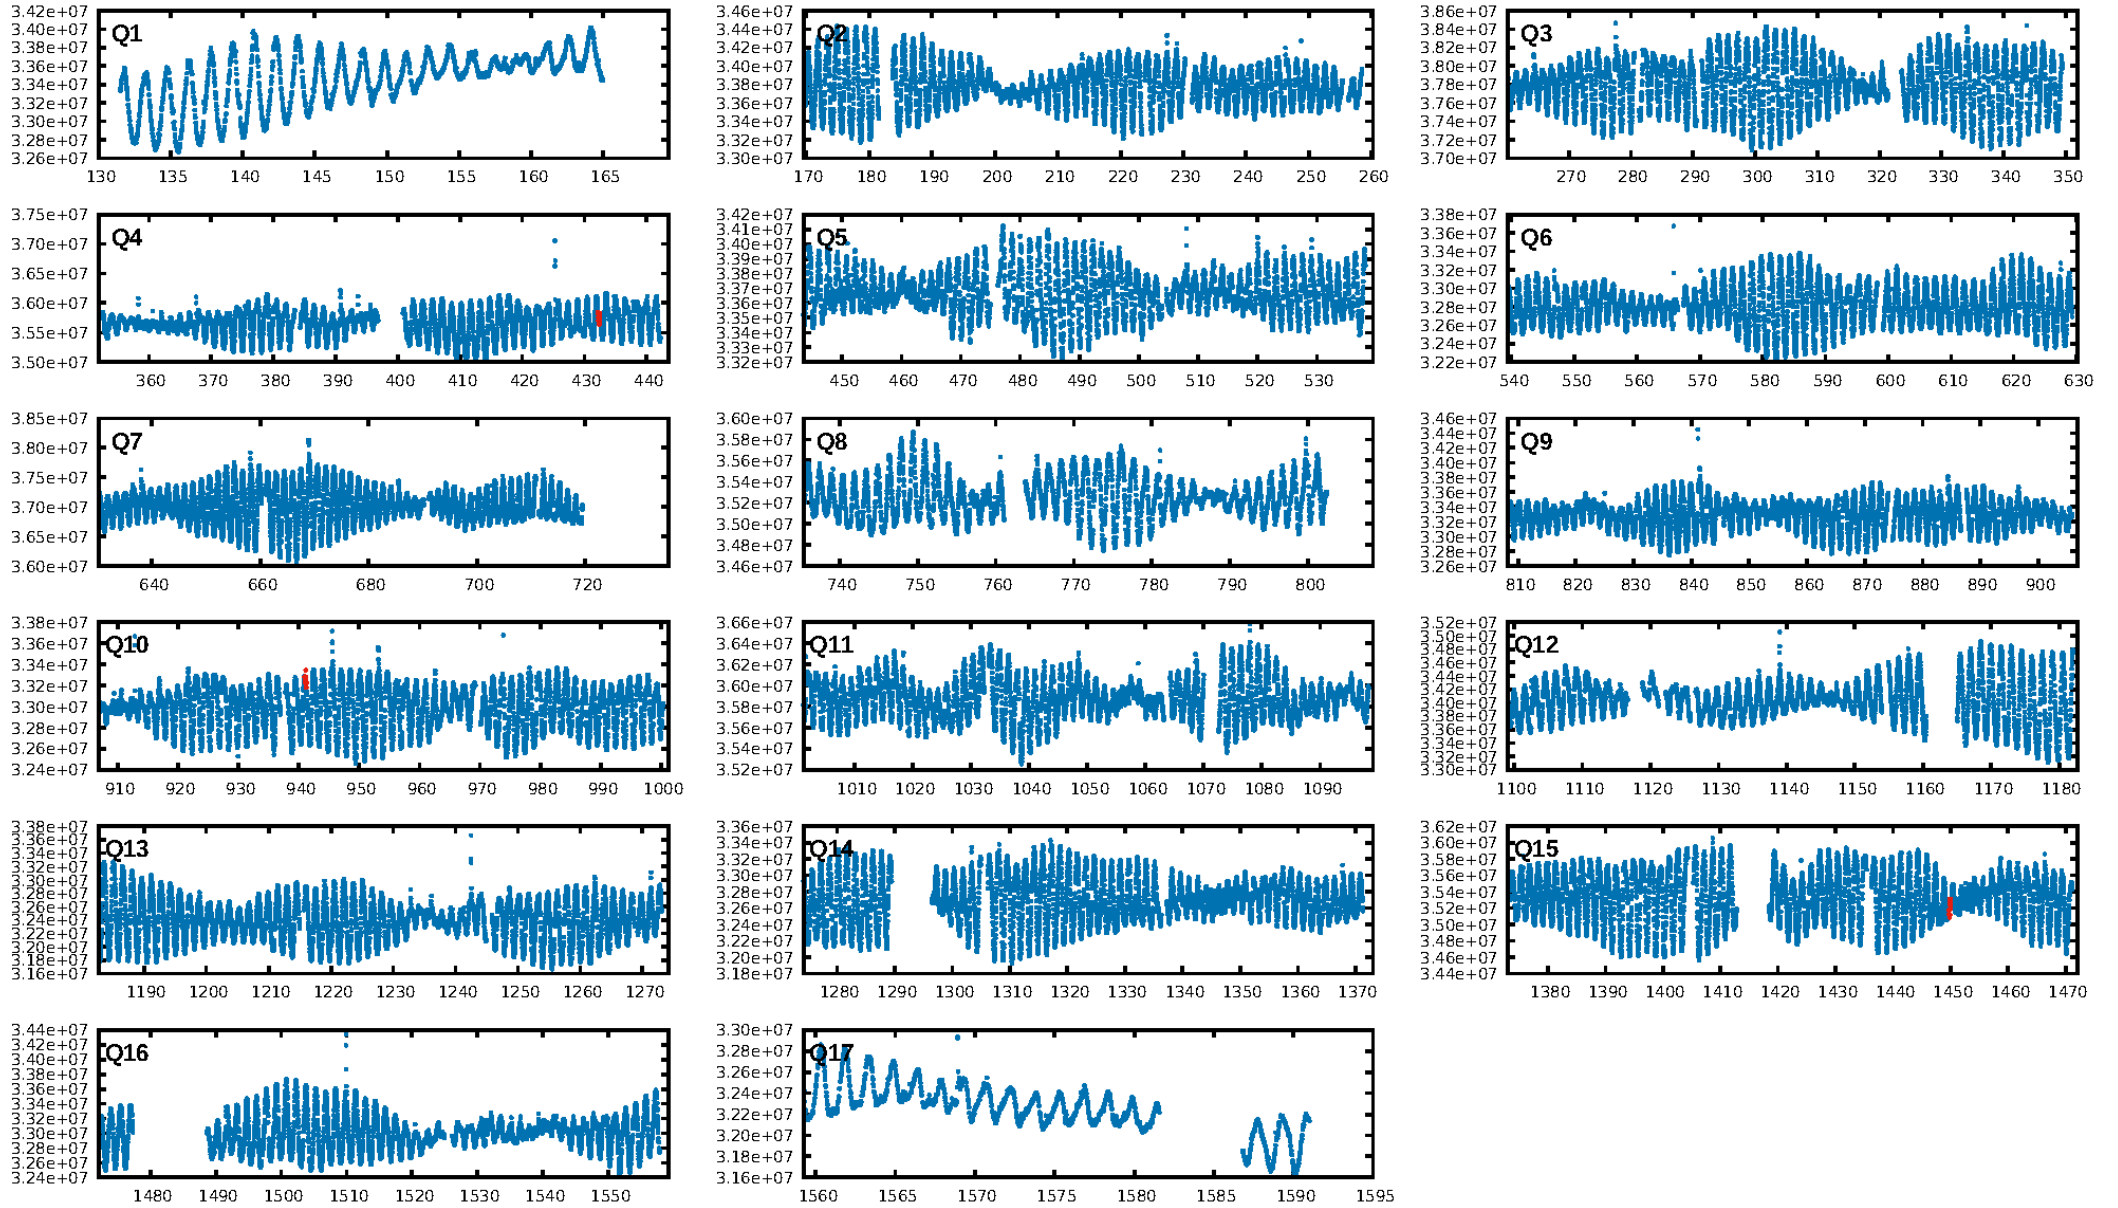 Q1
3.42e+07
3.40e+07
3.38e+07
3.36e+07
3.34e+07
3.32e+07
3.30e+07
3.28e+07
3.26e+07
130 135 140 145 150 155 160 165
Q2
3.46e+07
3.44e+07
3.42e+07
3.40e+07
3.38e+07
3.36e+07
3.34e+07
3.32e+07
3.30e+07
170 180 190 200 210 220 230 240 250 260
Q3
3.86e+07
3.84e+07
3.82e+07
3.80e+07
3.78e+07
3.76e+07
3.74e+07
3.72e+07
3.70e+07
270 280 290 300 310 320 330 340 350
Q4
3.75e+07
3.70e+07
3.65e+07
3.60e+07
3.55e+07
3.50e+07
360 370 380 390 400 410 420 430 440
Q5
3.42e+07
3.41e+07
3.40e+07
3.39e+07
3.38e+07
3.37e+07
3.36e+07
3.35e+07
3.34e+07
3.33e+07
3.32e+07
450 460 470 480 490 500 510 520 530
Q6
3.38e+07
3.36e+07
3.34e+07
3.32e+07
3.30e+07
3.28e+07
3.26e+07
3.24e+07
3.22e+07
540 550 560 570 580 590 600 610 620 630
Q7
3.85e+07
3.80e+07
3.75e+07
3.70e+07
3.65e+07
3.60e+07
640 660 680 700 720
Q8
3.60e+07
3.58e+07
3.56e+07
3.54e+07
3.52e+07
3.50e+07
3.48e+07
3.46e+07
740 750 760 770 780 790 800
Q9
3.46e+07
3.44e+07
3.42e+07
3.40e+07
3.38e+07
3.36e+07
3.34e+07
3.32e+07
3.30e+07
3.28e+07
3.26e+07
810 820 830 840 850 860 870 880 890 900
Q10
3.38e+07
3.36e+07
3.34e+07
3.32e+07
3.30e+07
3.28e+07
3.26e+07
3.24e+07
910 920 930 940 950 960 970 980 990 1000
Q11
3.66e+07
3.64e+07
3.62e+07
3.60e+07
3.58e+07
3.56e+07
3.54e+07
3.52e+07
1010 1020 1030 1040 1050 1060 1070 1080 1090
Q12
3.52e+07
3.50e+07
3.48e+07
3.46e+07
3.44e+07
3.42e+07
3.40e+07
3.38e+07
3.36e+07
3.34e+07
3.32e+07
3.30e+07
1100 1110 1120 1130 1140 1150 1160 1170 1180
Q13
3.38e+07
3.36e+07
3.34e+07
3.32e+07
3.30e+07
3.28e+07
3.26e+07
3.24e+07
3.22e+07
3.20e+07
3.18e+07
3.16e+07
1190 1200 1210 1220 1230 1240 1250 1260 1270
Q14
3.36e+07
3.34e+07
3.32e+07
3.30e+07
3.28e+07
3.26e+07
3.24e+07
3.22e+07
3.20e+07
3.18e+07
1280 1290 1300 1310 1320 1330 1340 1350 1360 1370
Q15
3.62e+07
3.60e+07
3.58e+07
3.56e+07
3.54e+07
3.52e+07
3.50e+07
3.48e+07
3.46e+07
3.44e+07
1380 1390 1400 1410 1420 1430 1440 1450 1460 1470
Q16
3.44e+07
3.42e+07
3.40e+07
3.38e+07
3.36e+07
3.34e+07
3.32e+07
3.30e+07
3.28e+07
3.26e+07
3.24e+07
1480 1490 1500 1510 1520 1530 1540 1550
Q17
3.30e+07
3.28e+07
3.26e+07
3.24e+07
3.22e+07
3.20e+07
3.18e+07
3.16e+07
1560 1565 1570 1575 1580 1585 1590 1595